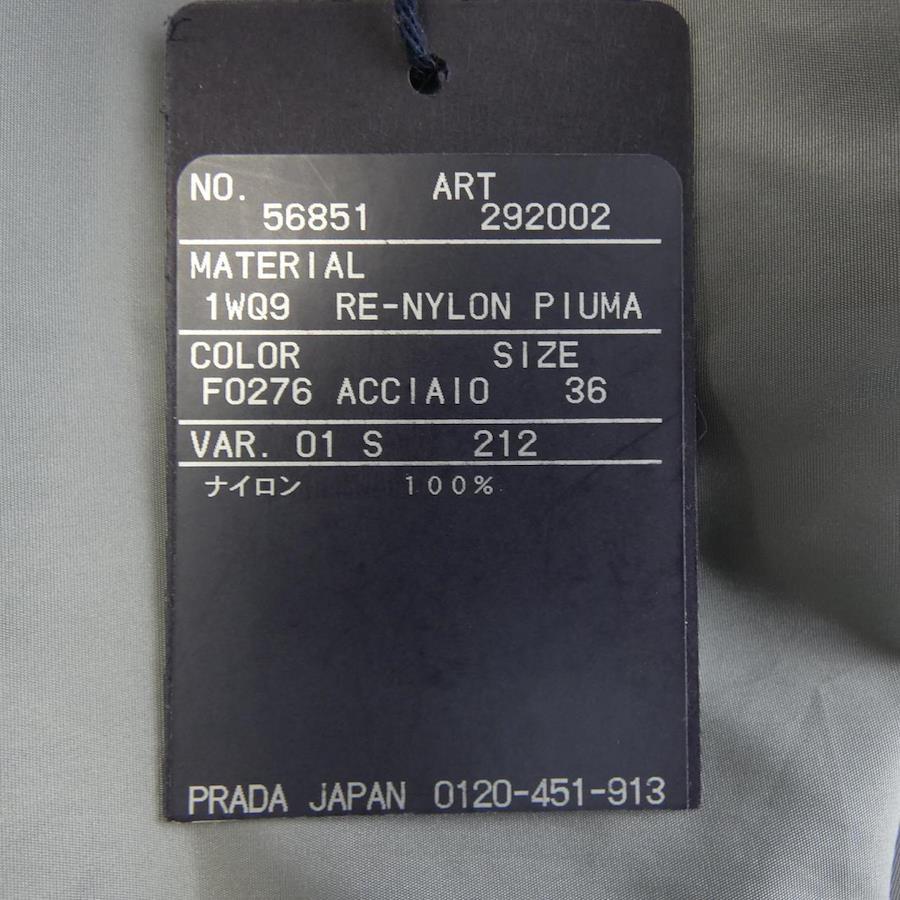 NO. ART
56851 292002
MATERIAL
1WQ9 RE-NYLON PIUMA
COLOR SIZE
F0276 ACCIAIO 36
VAR. 01 S 212
ナイロン 100%
PRADA JAPAN 0120-451-913